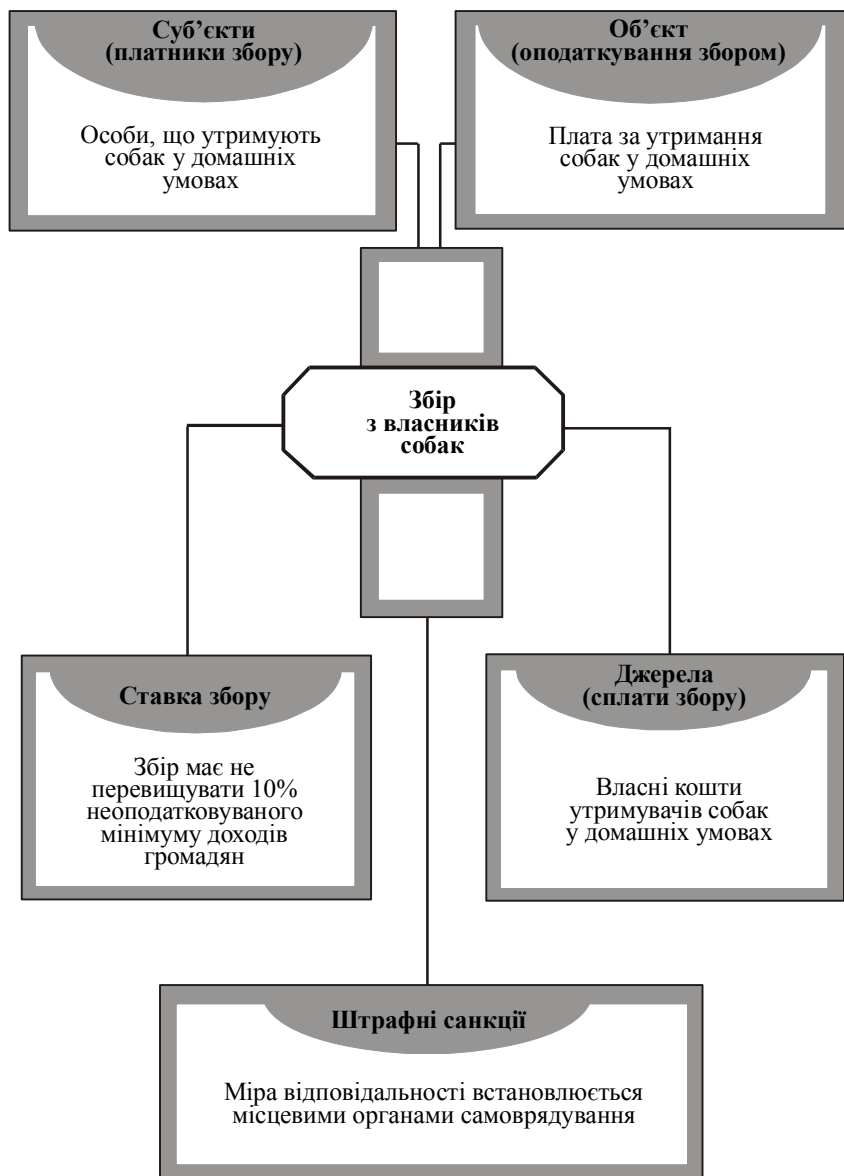 Суб’єкти
(платники збору)
Особи, що утримують
собак у домашніх
умовах
Об’єкт
(оподаткування збором)
Плата за утримання
собак у домашніх
умовах
Збір
з власників
собак
Ставка збору
Збір має не
перевищувати 10%
неоподатковуваного
мінімуму доходів
громадян
Джерела
(сплати збору)
Власні кошти
утримувачів собак
у домашніх умовах
Штрафні санкції
Міра відповідальності встановлюється
місцевими органами самоврядування